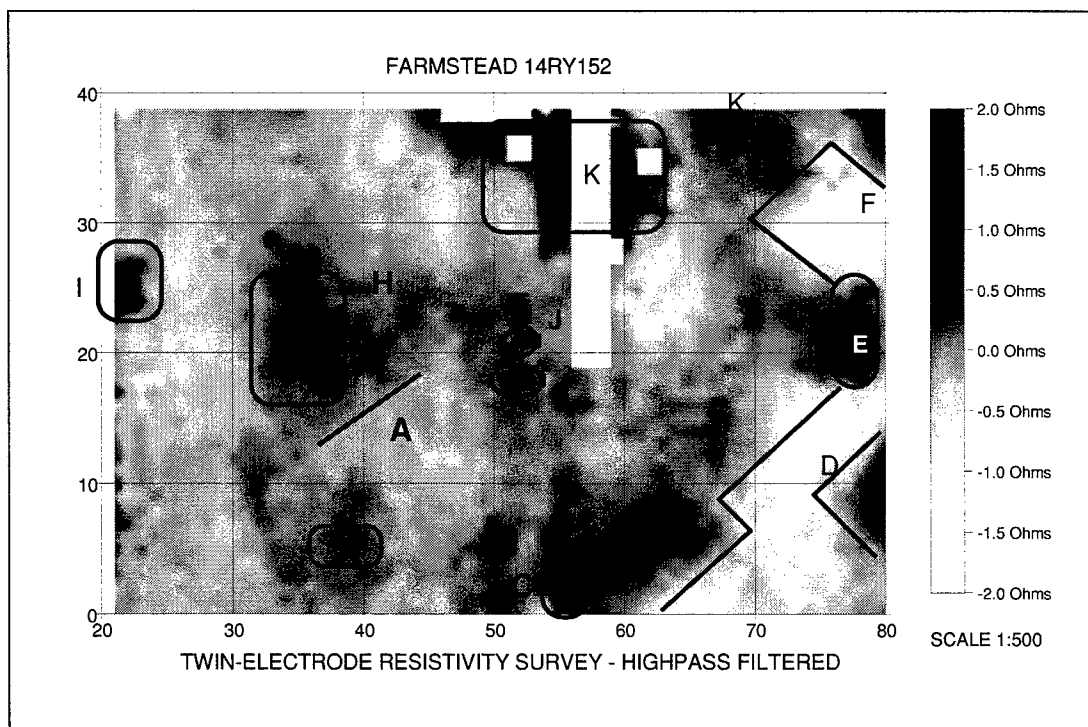 FARMSTEAD 14RY152
40
30
20
10
0
20 30 40 50 60 70 80
K
K
F
I
H
J
E
A
D
2.0 Ohms
1.5 Ohms
1.0 Ohms
0.5 Ohms
0.0 Ohms
-0.5 Ohms
-1.0 Ohms
-1.5 Ohms
-2.0 Ohms
SCALE 1:500
TWIN-ELECTRODE RESISTIVITY SURVEY - HIGHPASS FILTERED